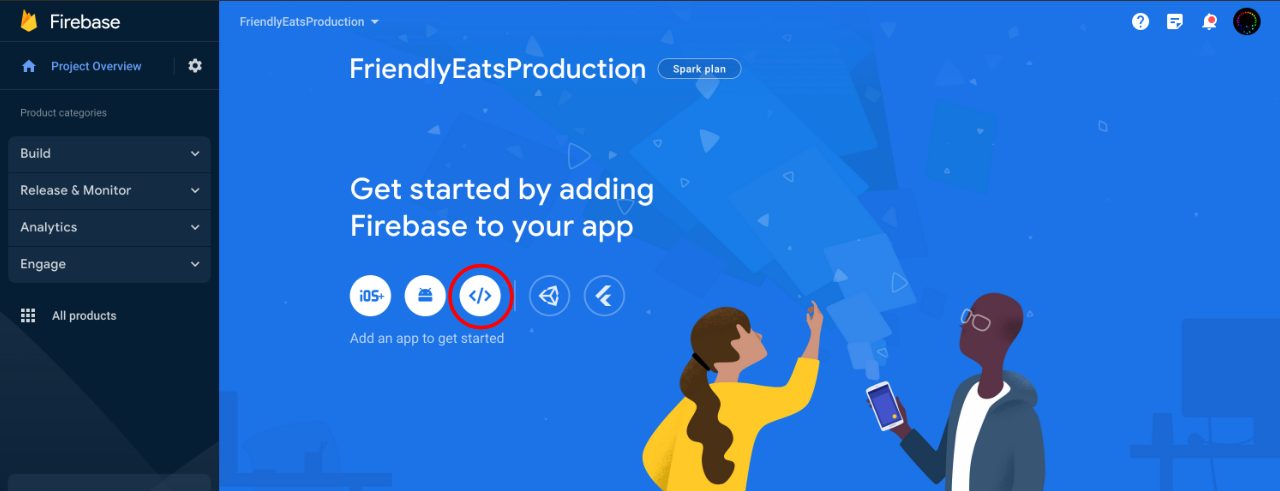 Firebase
FriendlyEatsProduction
Project Overview
FriendlyEatsProduction
Spark plan
Product categories
Build
Release & Monitor
Analytics
Engage
All products
Get started by adding
Firebase to your app
iOS+
</>
Add an app to get started